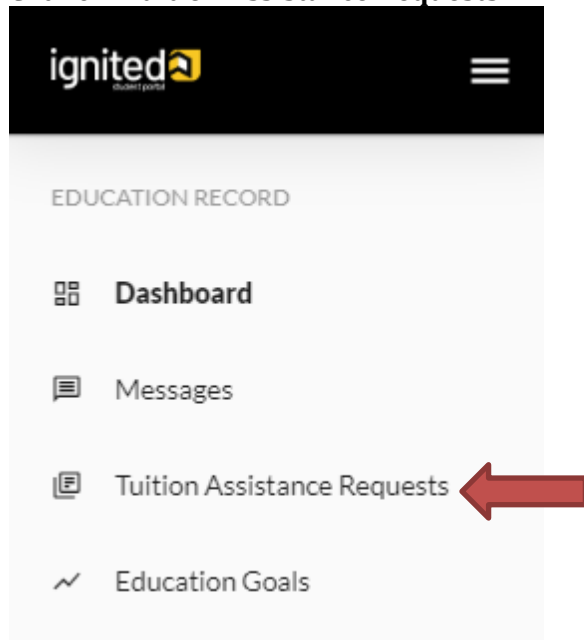 ignited
student portal
EDUCATION RECORD
Dashboard
Messages
Tuition Assistance Requests
Education Goals